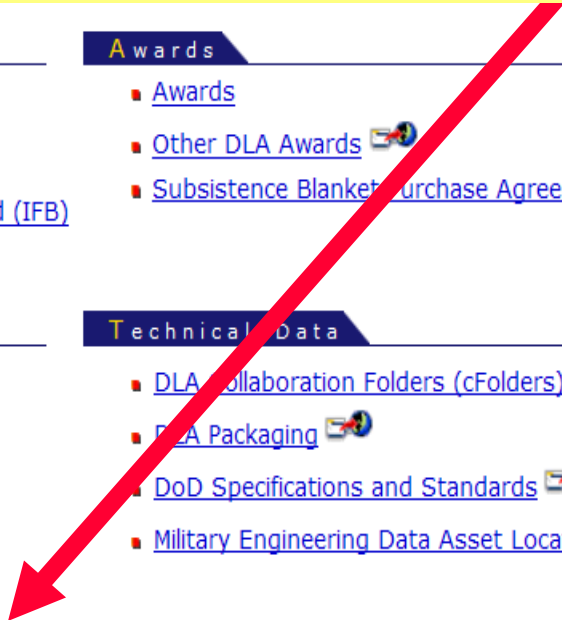 Awards
Awards
Other DLA Awards
Subsistence Blanket Purchase Agree
d (IFB)
Technical Data
DLA Collaboration Folders (cFolders)
DLA Packaging
DoD Specifications and Standards
Military Engineering Data Asset Loca